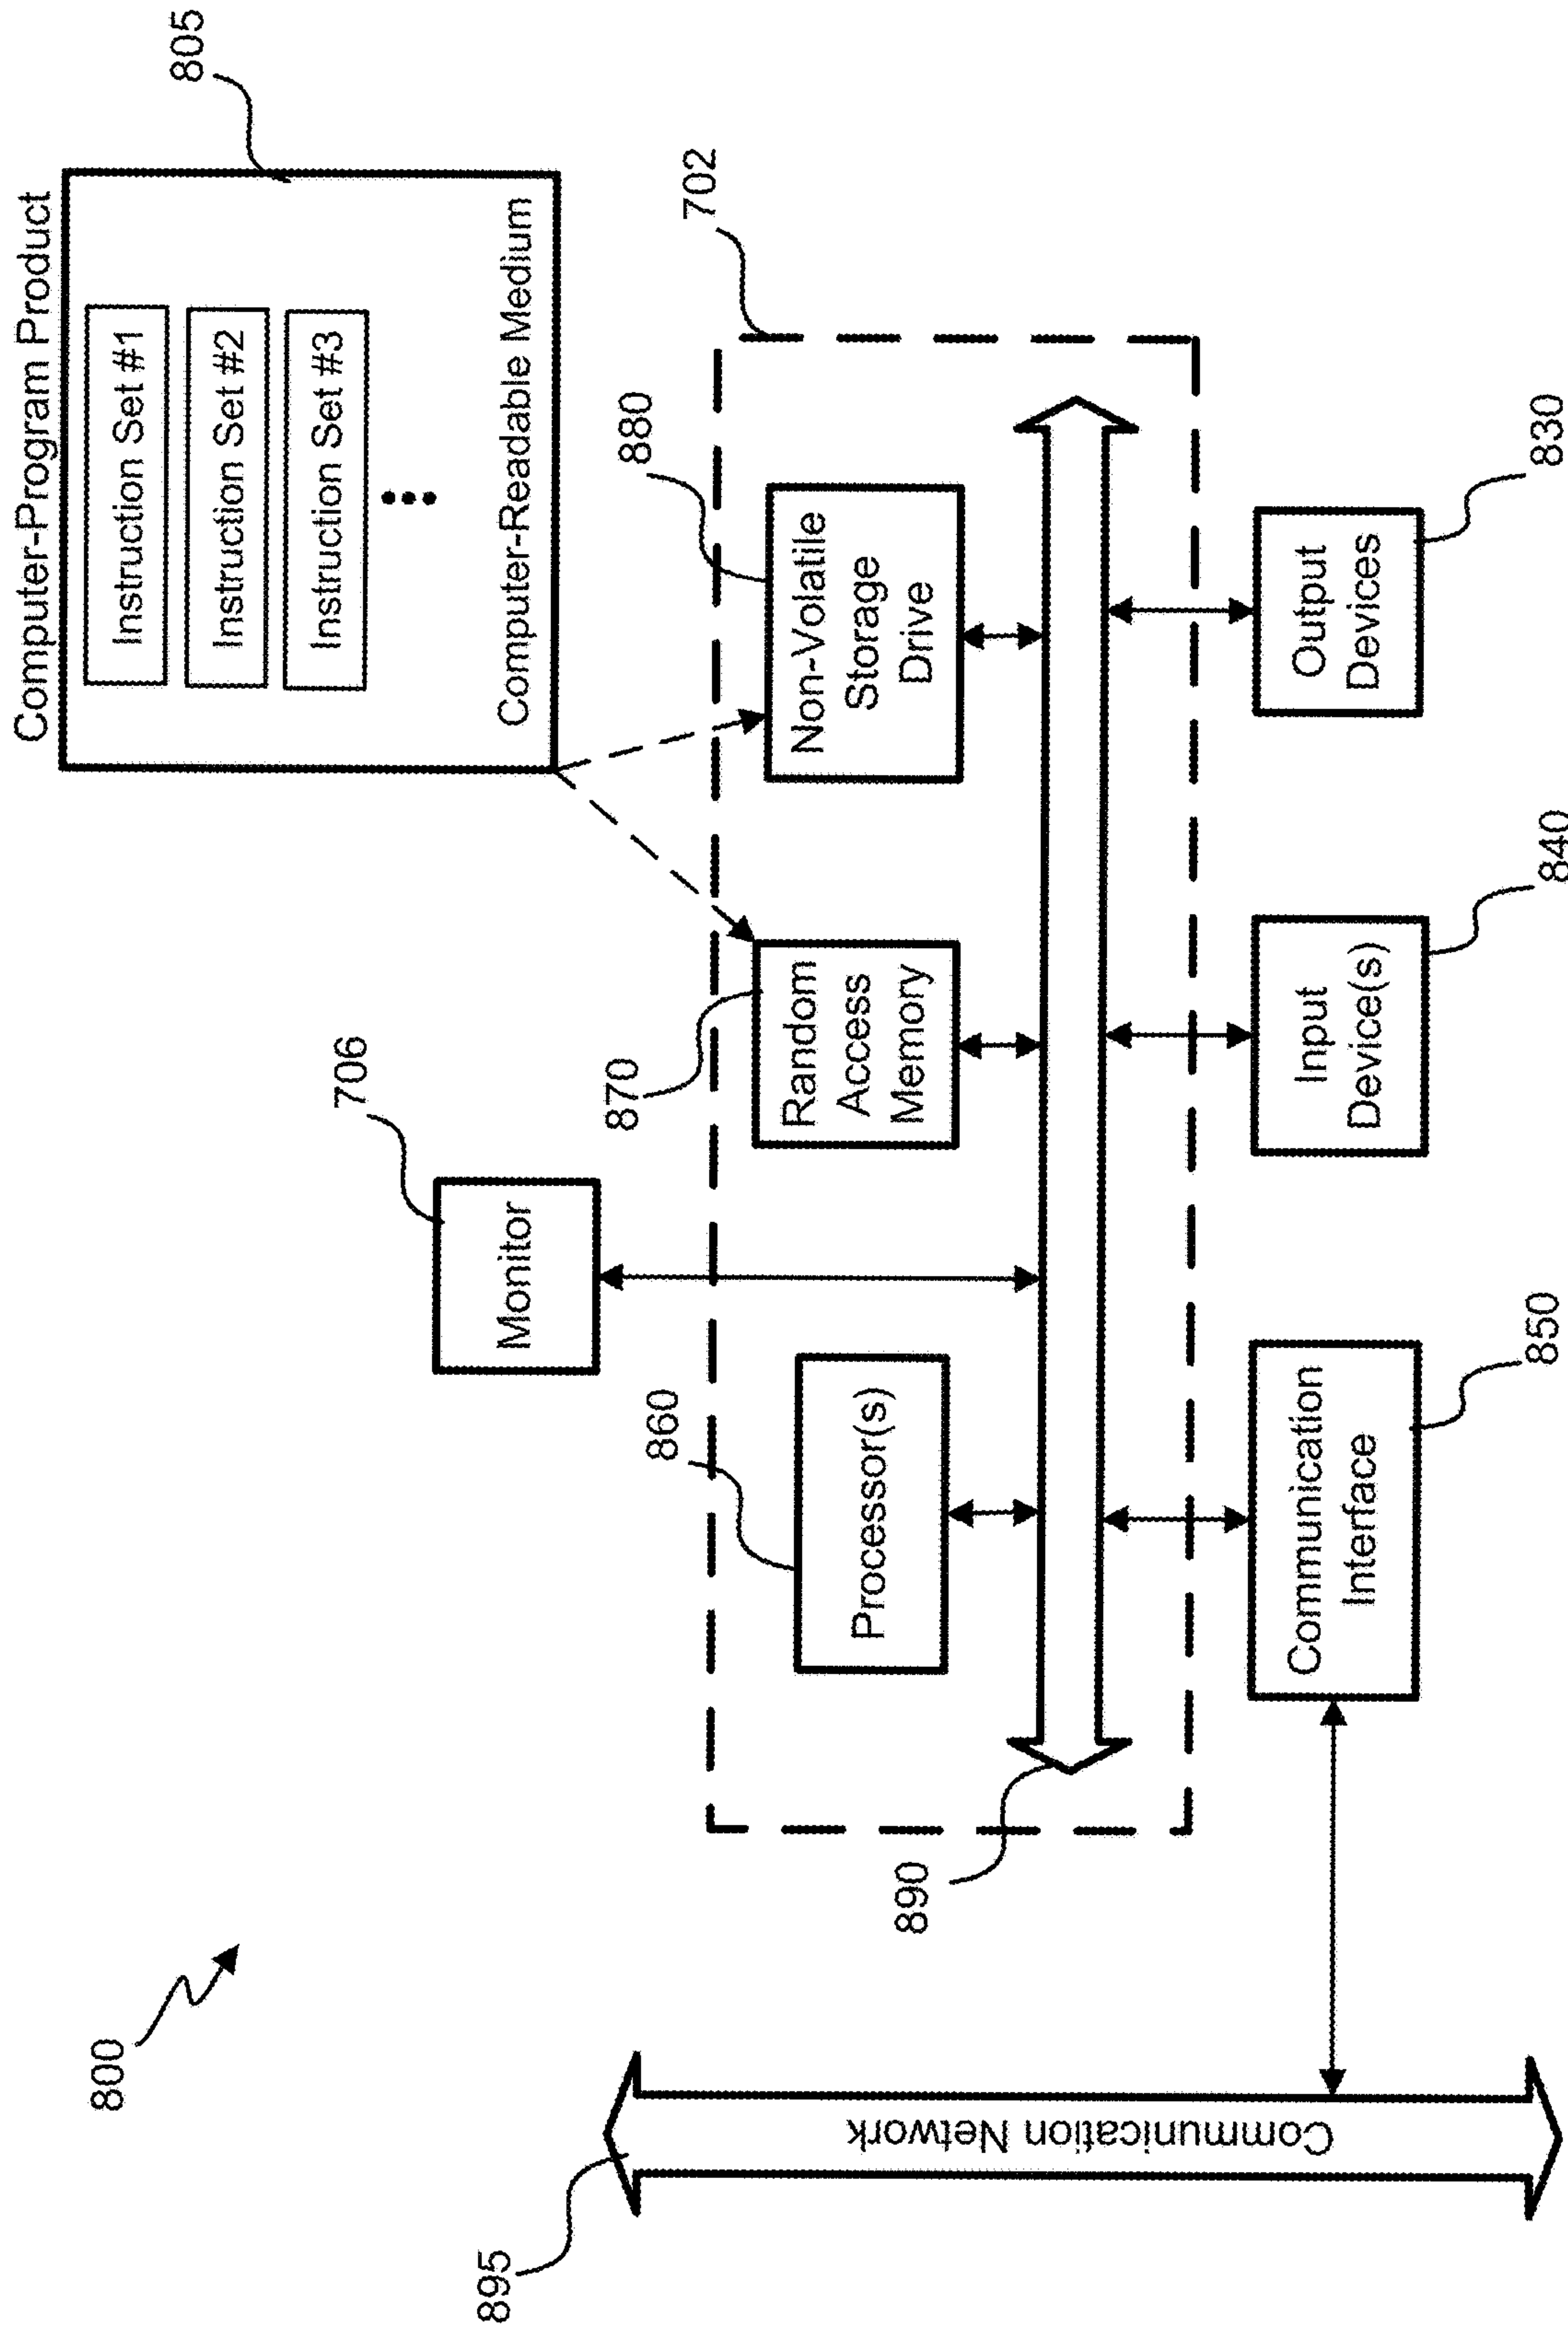 Computer-Program Product
Instruction Set #1
Instruction Set #2
Instruction Set #3
Computer-Readable Medium
805
702
706
Monitor
880
Non-Volatile
Storage
Drive
870
Random
Access
Memory
860
Processor(s)
890
830
Output
Devices
840
Input
Device(s)
850
Communication
Interface
800
895
Communication Network